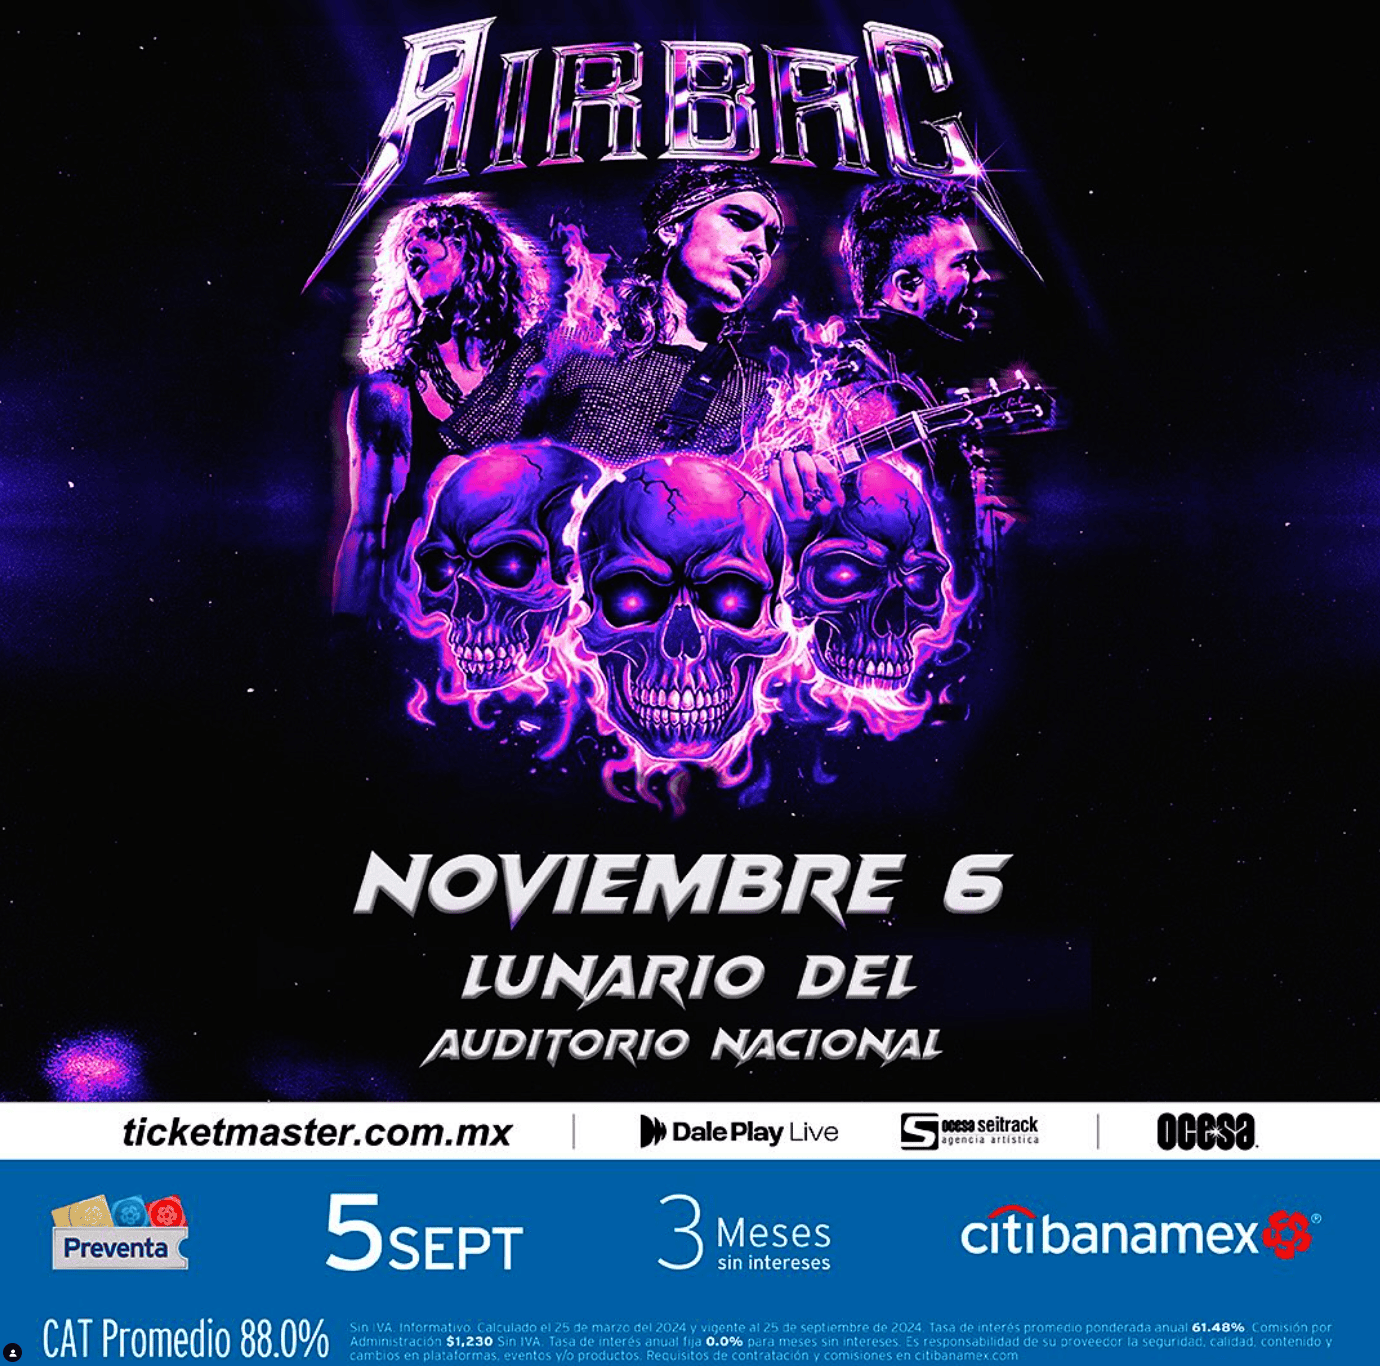 AIRBAG
NOVIEMBRE 6
LUNARIO DEL
AUDITORIO NACIONAL
ticketmaster.com.mx | DalePlay Live ocesa seitrack agencia artística | ocesa
Preventa 5 SEPT 3 Meses sin intereses citibanamex
CAT Promedio 88.0%
Sin IVA. Informativo. Calculado el 25 de marzo del 2024 y vigente al 25 de septiembre de 2024. Tasa de interés promedio ponderada anual 61.48%. Comisión por
Administración $1,230 Sin IVA. Tasa de interés anual fija 0.0% para meses sin intereses. Es responsabilidad de su proveedor la seguridad, calidad, contenido y
cambios en plataformas, eventos y/o productos. Requisitos de contratación y comisiones en citibanamex.com